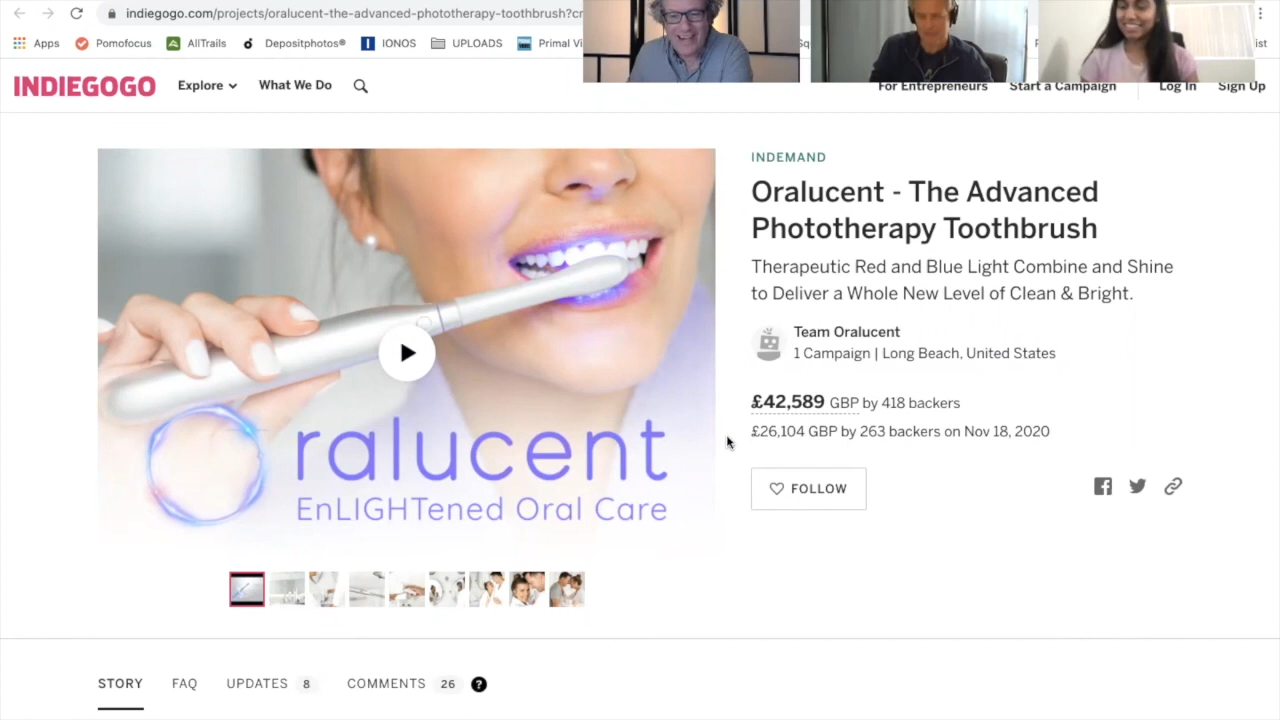 indiegogo.com/projects/oralucent-the-advanced-phototherapy-toothbrush?cr
Apps Pomofocus AllTrails Depositphotos® IONOS UPLOADS Primal Vi
INDIEGOGO Explore What We Do For Entrepreneurs Start a Campaign Log In Sign Up
INDEMAND
Oralucent - The Advanced
Phototherapy Toothbrush
Therapeutic Red and Blue Light Combine and Shine
to Deliver a Whole New Level of Clean & Bright.
Team Oralucent
1 Campaign | Long Beach, United States
£42,589 GBP by 418 backers
£26,104 GBP by 263 backers on Nov 18, 2020
FOLLOW
Oralucent
EnLIGHTened Oral Care
STORY FAQ UPDATES 8 COMMENTS 26 ?